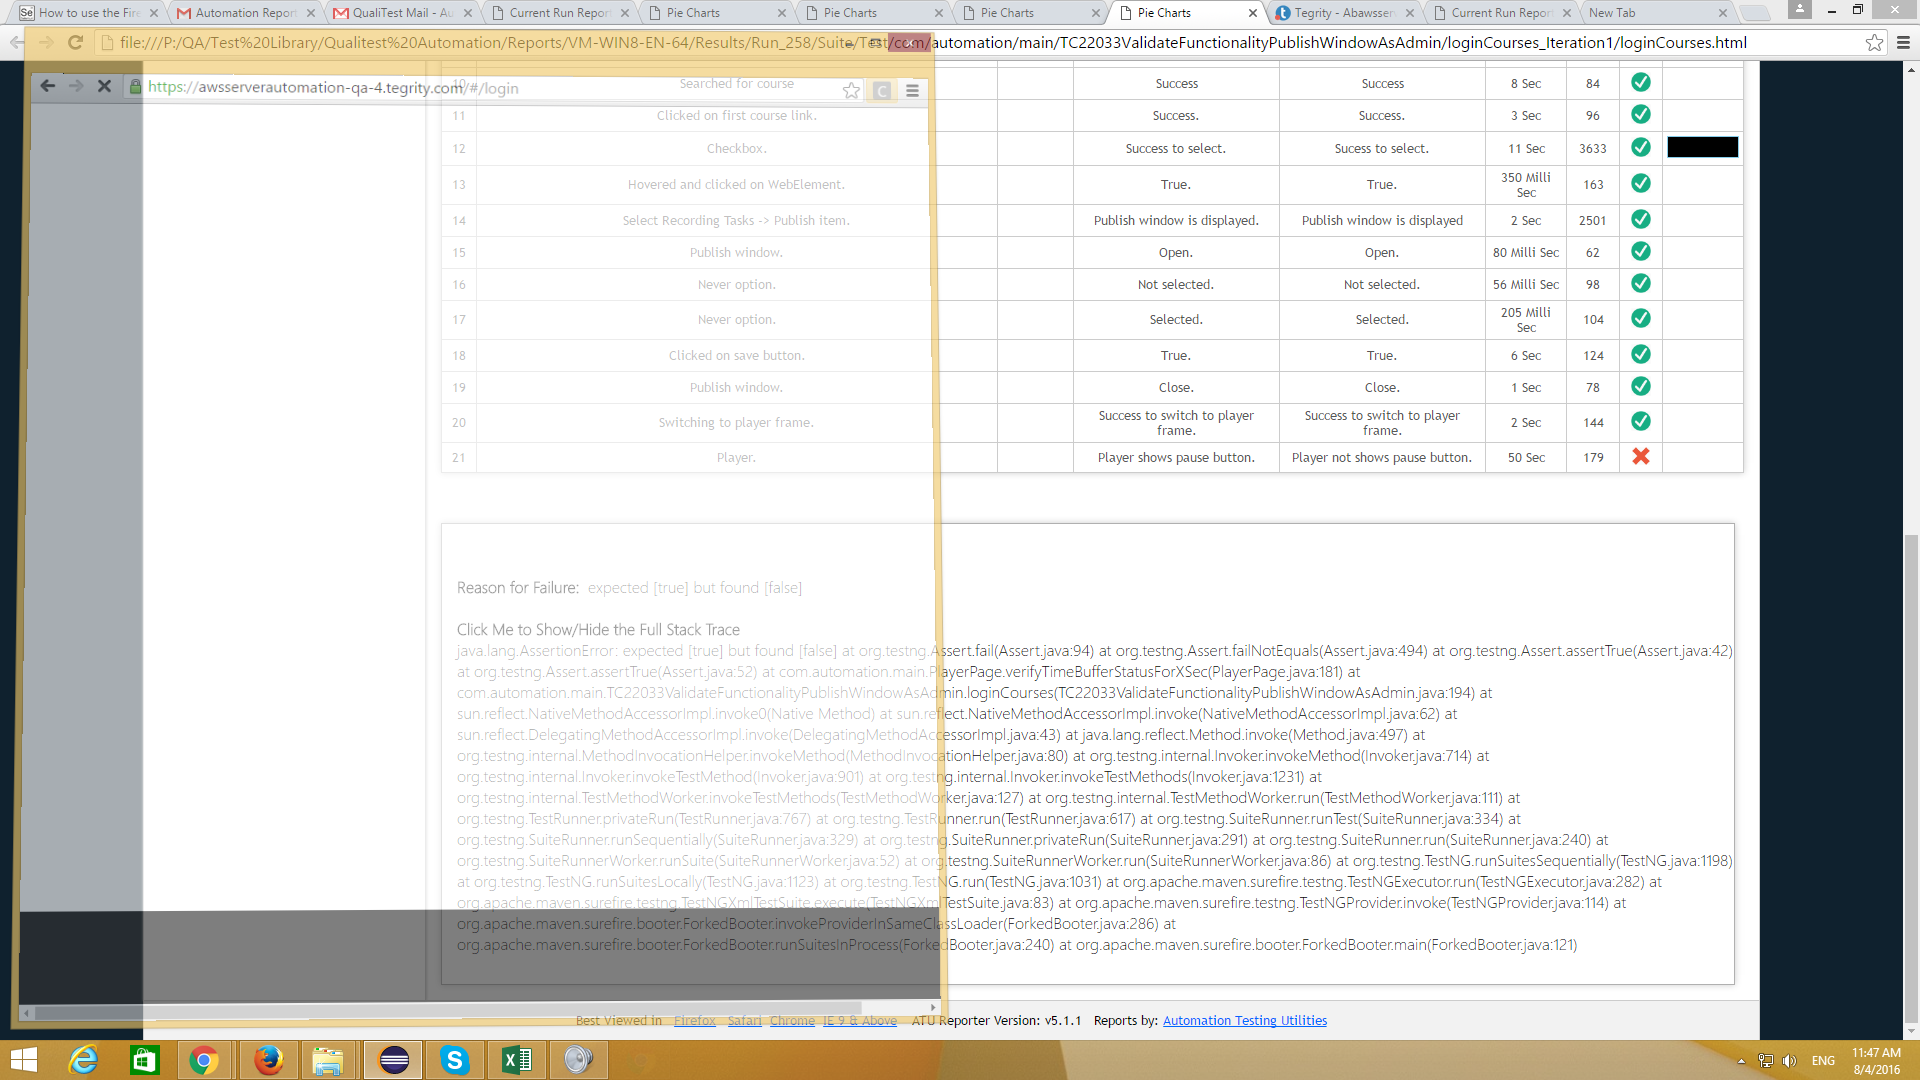 How to use the Fire
Automation Report
QualiTest Mail - Au
Current Run Report
Pie Charts
Pie Charts
Pie Charts
Pie Charts
Tegrity - Abawsser
Current Run Report
New Tab
file:///P:/QA/Test%20Library/Qualitest%20Automation/Reports/VM-WIN8-EN-64/Results/Run_258/Suite/Test/com/automation/main/TC22033ValidateFunctionalityPublishWindowAsAdmin/loginCourses_Iteration1/loginCourses.html
https://awsserverautomation-qa-4.tegrity.com/#/login
10 Searched for course Success Success 8 Sec 84
11 Clicked on first course link. Success. Success. 3 Sec 96
12 Checkbox. Success to select. Sucess to select. 11 Sec 3633
13 Hovered and clicked on WebElement. True. True. 350 Milli Sec 163
14 Select Recording Tasks -> Publish item. Publish window is displayed. Publish window is displayed 2 Sec 2501
15 Publish window. Open. Open. 80 Milli Sec 62
16 Never option. Not selected. Not selected. 56 Milli Sec 98
17 Never option. Selected. Selected. 205 Milli Sec 104
18 Clicked on save button. True. True. 6 Sec 124
19 Publish window. Close. Close. 1 Sec 78
20 Switching to player frame. Success to switch to player frame. Success to switch to player frame. 2 Sec 144
21 Player. Player shows pause button. Player not shows pause button. 50 Sec 179
Reason for Failure: expected [true] but found [false]
Click Me to Show/Hide the Full Stack Trace
java.lang.AssertionError: expected [true] but found [false] at org.testng.Assert.fail(Assert.java:94) at org.testng.Assert.failNotEquals(Assert.java:494) at org.testng.Assert.assertTrue(Assert.java:42)
at org.testng.Assert.assertTrue(Assert.java:52) at com.automation.main.PlayerPage.verifyTimeBufferStatusForXSec(PlayerPage.java:181) at
com.automation.main.TC22033ValidateFunctionalityPublishWindowAsAdmin.loginCourses(TC22033ValidateFunctionalityPublishWindowAsAdmin.java:194) at
sun.reflect.NativeMethodAccessorImpl.invoke0(Native Method) at sun.reflect.NativeMethodAccessorImpl.invoke(NativeMethodAccessorImpl.java:62) at
sun.reflect.DelegatingMethodAccessorImpl.invoke(DelegatingMethodAccessorImpl.java:43) at java.lang.reflect.Method.invoke(Method.java:497) at
org.testng.internal.MethodInvocationHelper.invokeMethod(MethodInvocationHelper.java:80) at org.testng.internal.Invoker.invokeMethod(Invoker.java:714) at
org.testng.internal.Invoker.invokeTestMethod(Invoker.java:901) at org.testng.internal.Invoker.invokeTestMethods(Invoker.java:1231) at
org.testng.internal.TestMethodWorker.invokeTestMethods(TestMethodWorker.java:127) at org.testng.internal.TestMethodWorker.run(TestMethodWorker.java:111) at
org.testng.TestRunner.privateRun(TestRunner.java:767) at org.testng.TestRunner.run(TestRunner.java:617) at org.testng.SuiteRunner.runTest(SuiteRunner.java:334) at
org.testng.SuiteRunner.runSequentially(SuiteRunner.java:329) at org.testng.SuiteRunner.privateRun(SuiteRunner.java:291) at org.testng.SuiteRunner.run(SuiteRunner.java:240) at
org.testng.SuiteRunnerWorker.runSuite(SuiteRunnerWorker.java:52) at org.testng.SuiteRunnerWorker.run(SuiteRunnerWorker.java:86) at org.testng.TestNG.runSuitesSequentially(TestNG.java:1198)
at org.testng.TestNG.runSuitesLocally(TestNG.java:1123) at org.testng.TestNG.run(TestNG.java:1031) at org.apache.maven.surefire.testng.TestNGExecutor.run(TestNGExecutor.java:282) at
org.apache.maven.surefire.testng.TestNGXmlTestSuite.execute(TestNGXmlTestSuite.java:83) at org.apache.maven.surefire.testng.TestNGProvider.invoke(TestNGProvider.java:114) at
org.apache.maven.surefire.booter.ForkedBooter.invokeProviderInSameClassLoader(ForkedBooter.java:286) at
org.apache.maven.surefire.booter.ForkedBooter.runSuitesInProcess(ForkedBooter.java:240) at org.apache.maven.surefire.booter.ForkedBooter.main(ForkedBooter.java:121)
Best Viewed in Firefox Safari Chrome IE 9 & Above ATU Reporter Version: v5.1.1 Reports by: Automation Testing Utilities
ENG
11:47 AM
8/4/2016